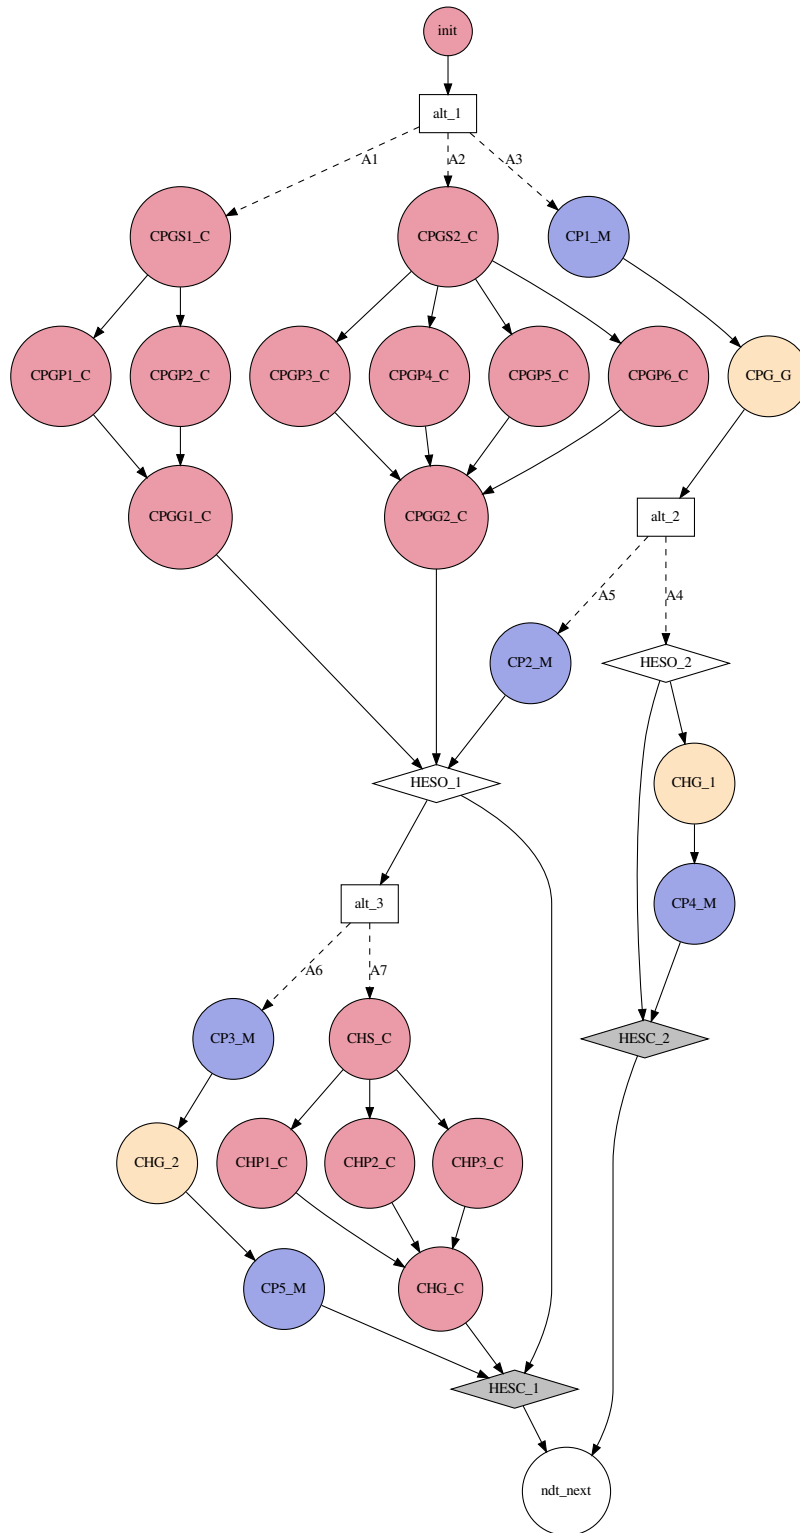 init
alt_1
A1
A2
A3
CPGS1_C
CPGS2_C
CP1_M
CPGP1_C
CPGP2_C
CPGP3_C
CPGP4_C
CPGP5_C
CPGP6_C
CPG_G
CPGG1_C
CPGG2_C
alt_2
A5
A4
CP2_M
HESO_2
HESO_1
CHG_1
alt_3
CP4_M
A6
A7
CP3_M
CHS_C
HESC_2
CHG_2
CHP1_C
CHP2_C
CHP3_C
CP5_M
CHG_C
HESC_1
ndt_next